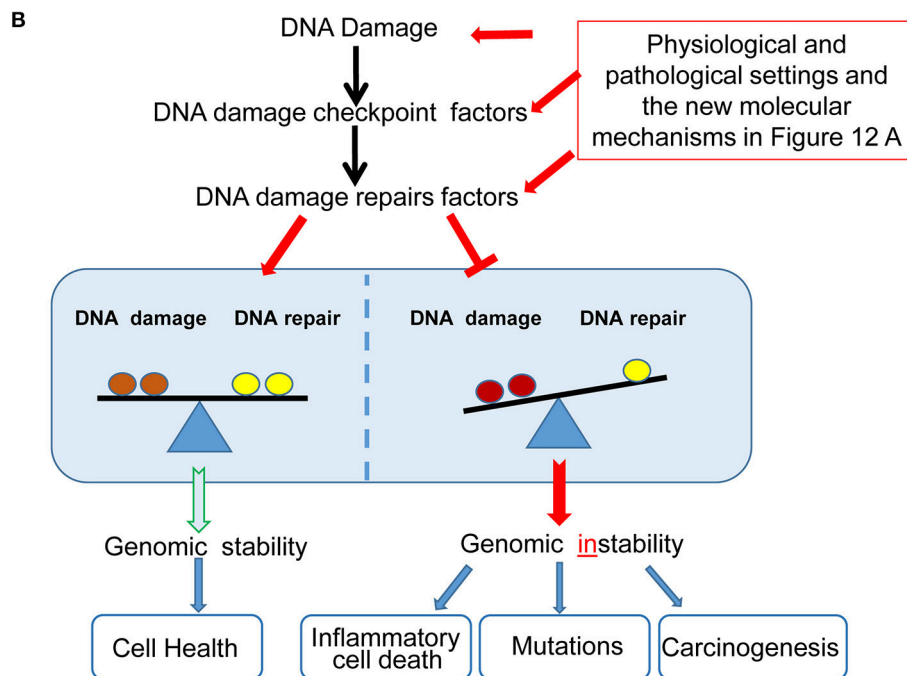 B
DNA Damage
Physiological and
pathological settings and
the new molecular
mechanisms in Figure 12 A
DNA damage checkpoint factors
DNA damage repairs factors
DNA damage DNA repair
DNA damage DNA repair
Genomic stability
Genomic instability
Cell Health
Inflammatory
cell death
Mutations
Carcinogenesis